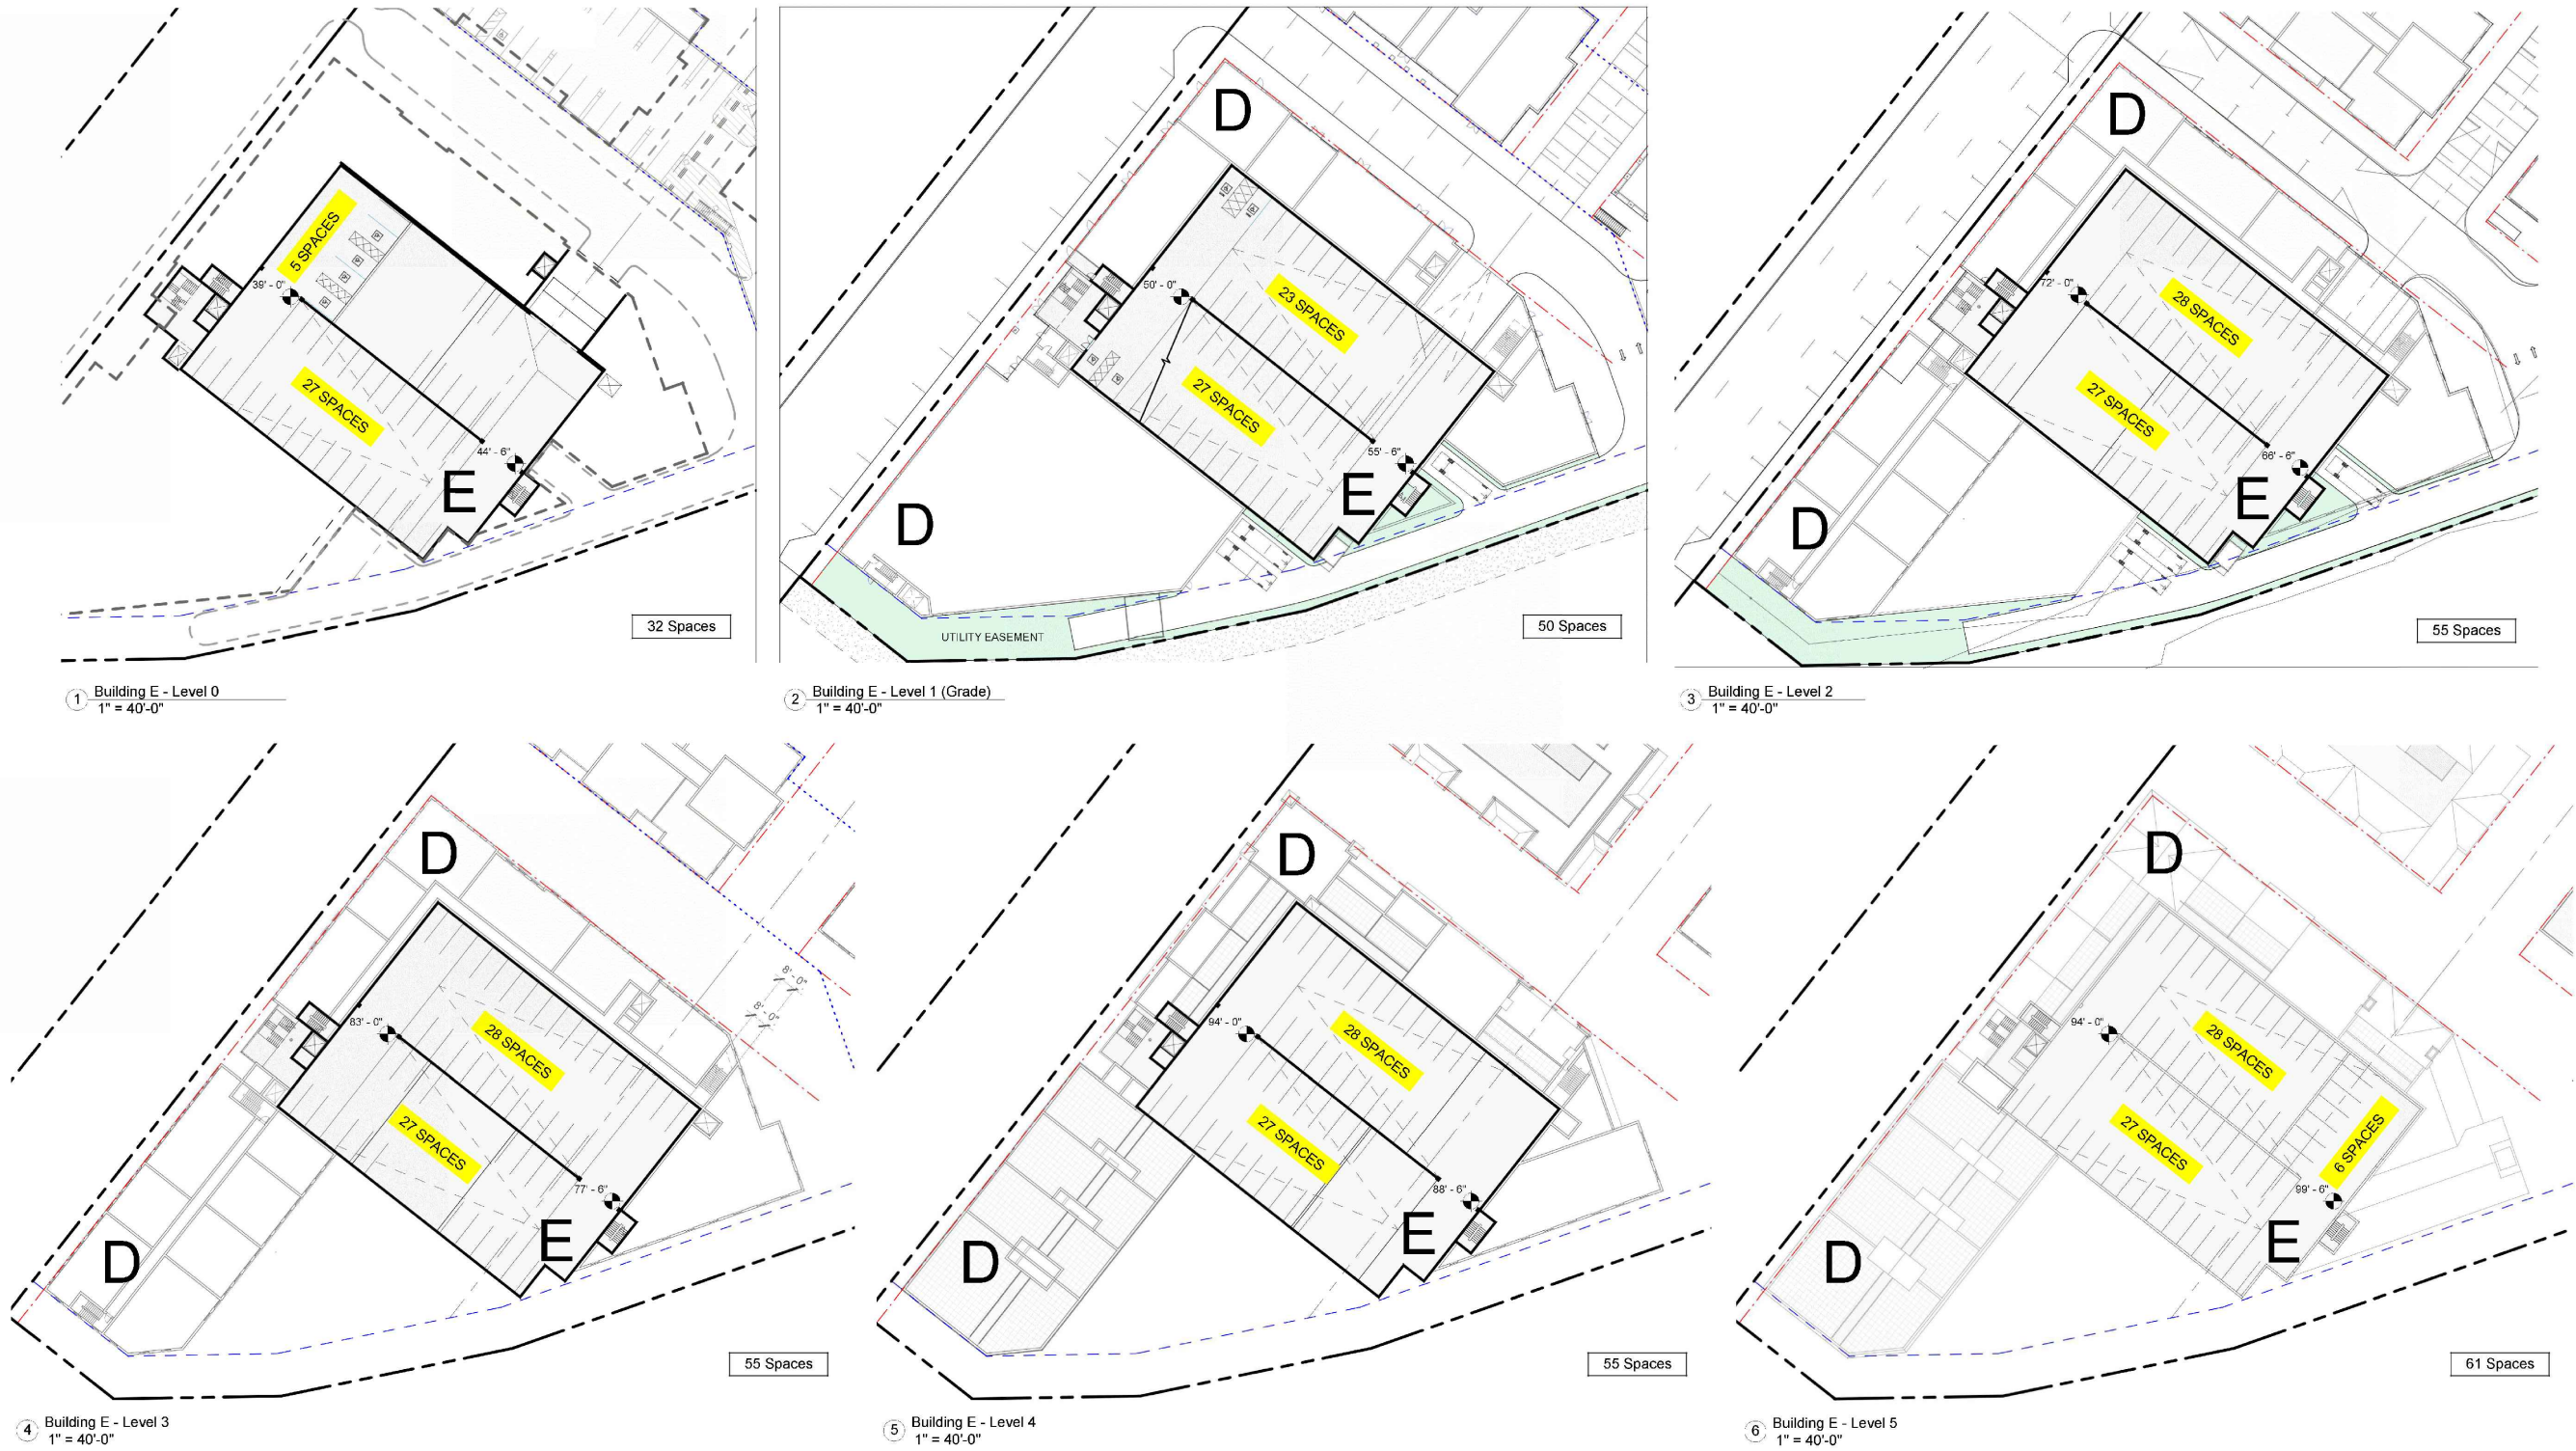 5 SPACES
39' - 0"
27 SPACES
44' - 6"
E
32 Spaces
1 Building E - Level 0
1" = 40'-0"
D
50' - 0"
23 SPACES
27 SPACES
55' - 6"
E
D
UTILITY EASEMENT
50 Spaces
2 Building E - Level 1 (Grade)
1" = 40'-0"
D
72' - 0"
28 SPACES
27 SPACES
66' - 6"
E
D
55 Spaces
3 Building E - Level 2
1" = 40'-0"
D
8' - 0"
8' - 0"
83' - 0"
28 SPACES
27 SPACES
77' - 6"
E
D
55 Spaces
4 Building E - Level 3
1" = 40'-0"
D
94' - 0"
28 SPACES
27 SPACES
88' - 6"
E
D
55 Spaces
5 Building E - Level 4
1" = 40'-0"
D
94' - 0"
28 SPACES
27 SPACES
6 SPACES
99' - 6"
E
D
61 Spaces
6 Building E - Level 5
1" = 40'-0"